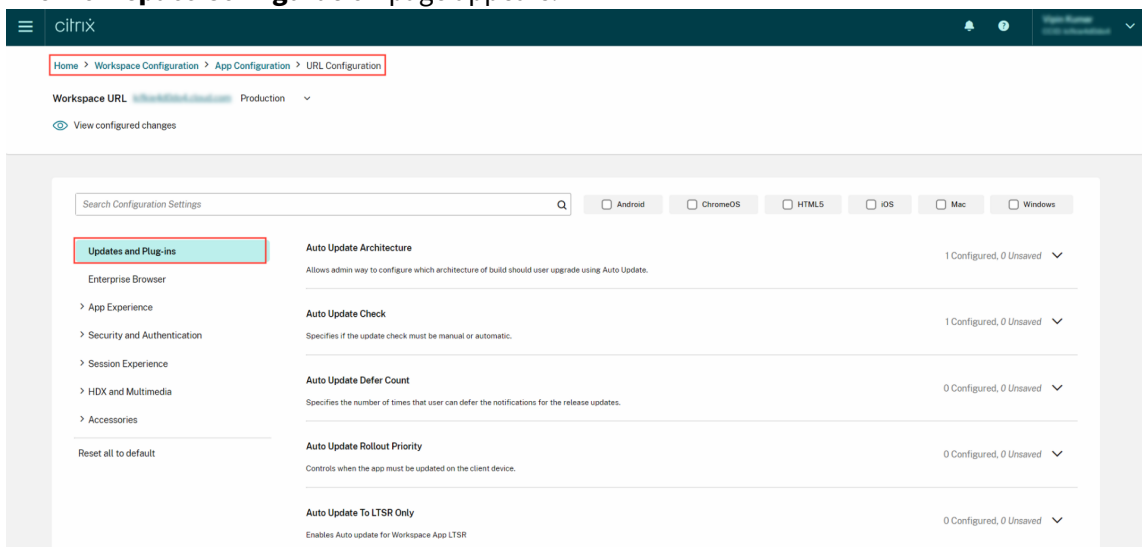 citrix
Home > Workspace Configuration > App Configuration > URL Configuration
Workspace URL Production
View configured changes
Search Configuration Settings
Android ChromeOS HTML5 iOS Mac Windows
Updates and Plug-ins
Enterprise Browser
> App Experience
> Security and Authentication
> Session Experience
> HDX and Multimedia
> Accessories
Reset all to default
Auto Update Architecture
Allows admin way to configure which architecture of build should user upgrade using Auto Update.
1 Configured, 0 Unsaved
Auto Update Check
Specifies if the update check must be manual or automatic.
1 Configured, 0 Unsaved
Auto Update Defer Count
Specifies the number of times that user can defer the notifications for the release updates.
0 Configured, 0 Unsaved
Auto Update Rollout Priority
Controls when the app must be updated on the client device.
0 Configured, 0 Unsaved
Auto Update To LTSR Only
Enables Auto update for Workspace App LTSR
0 Configured, 0 Unsaved